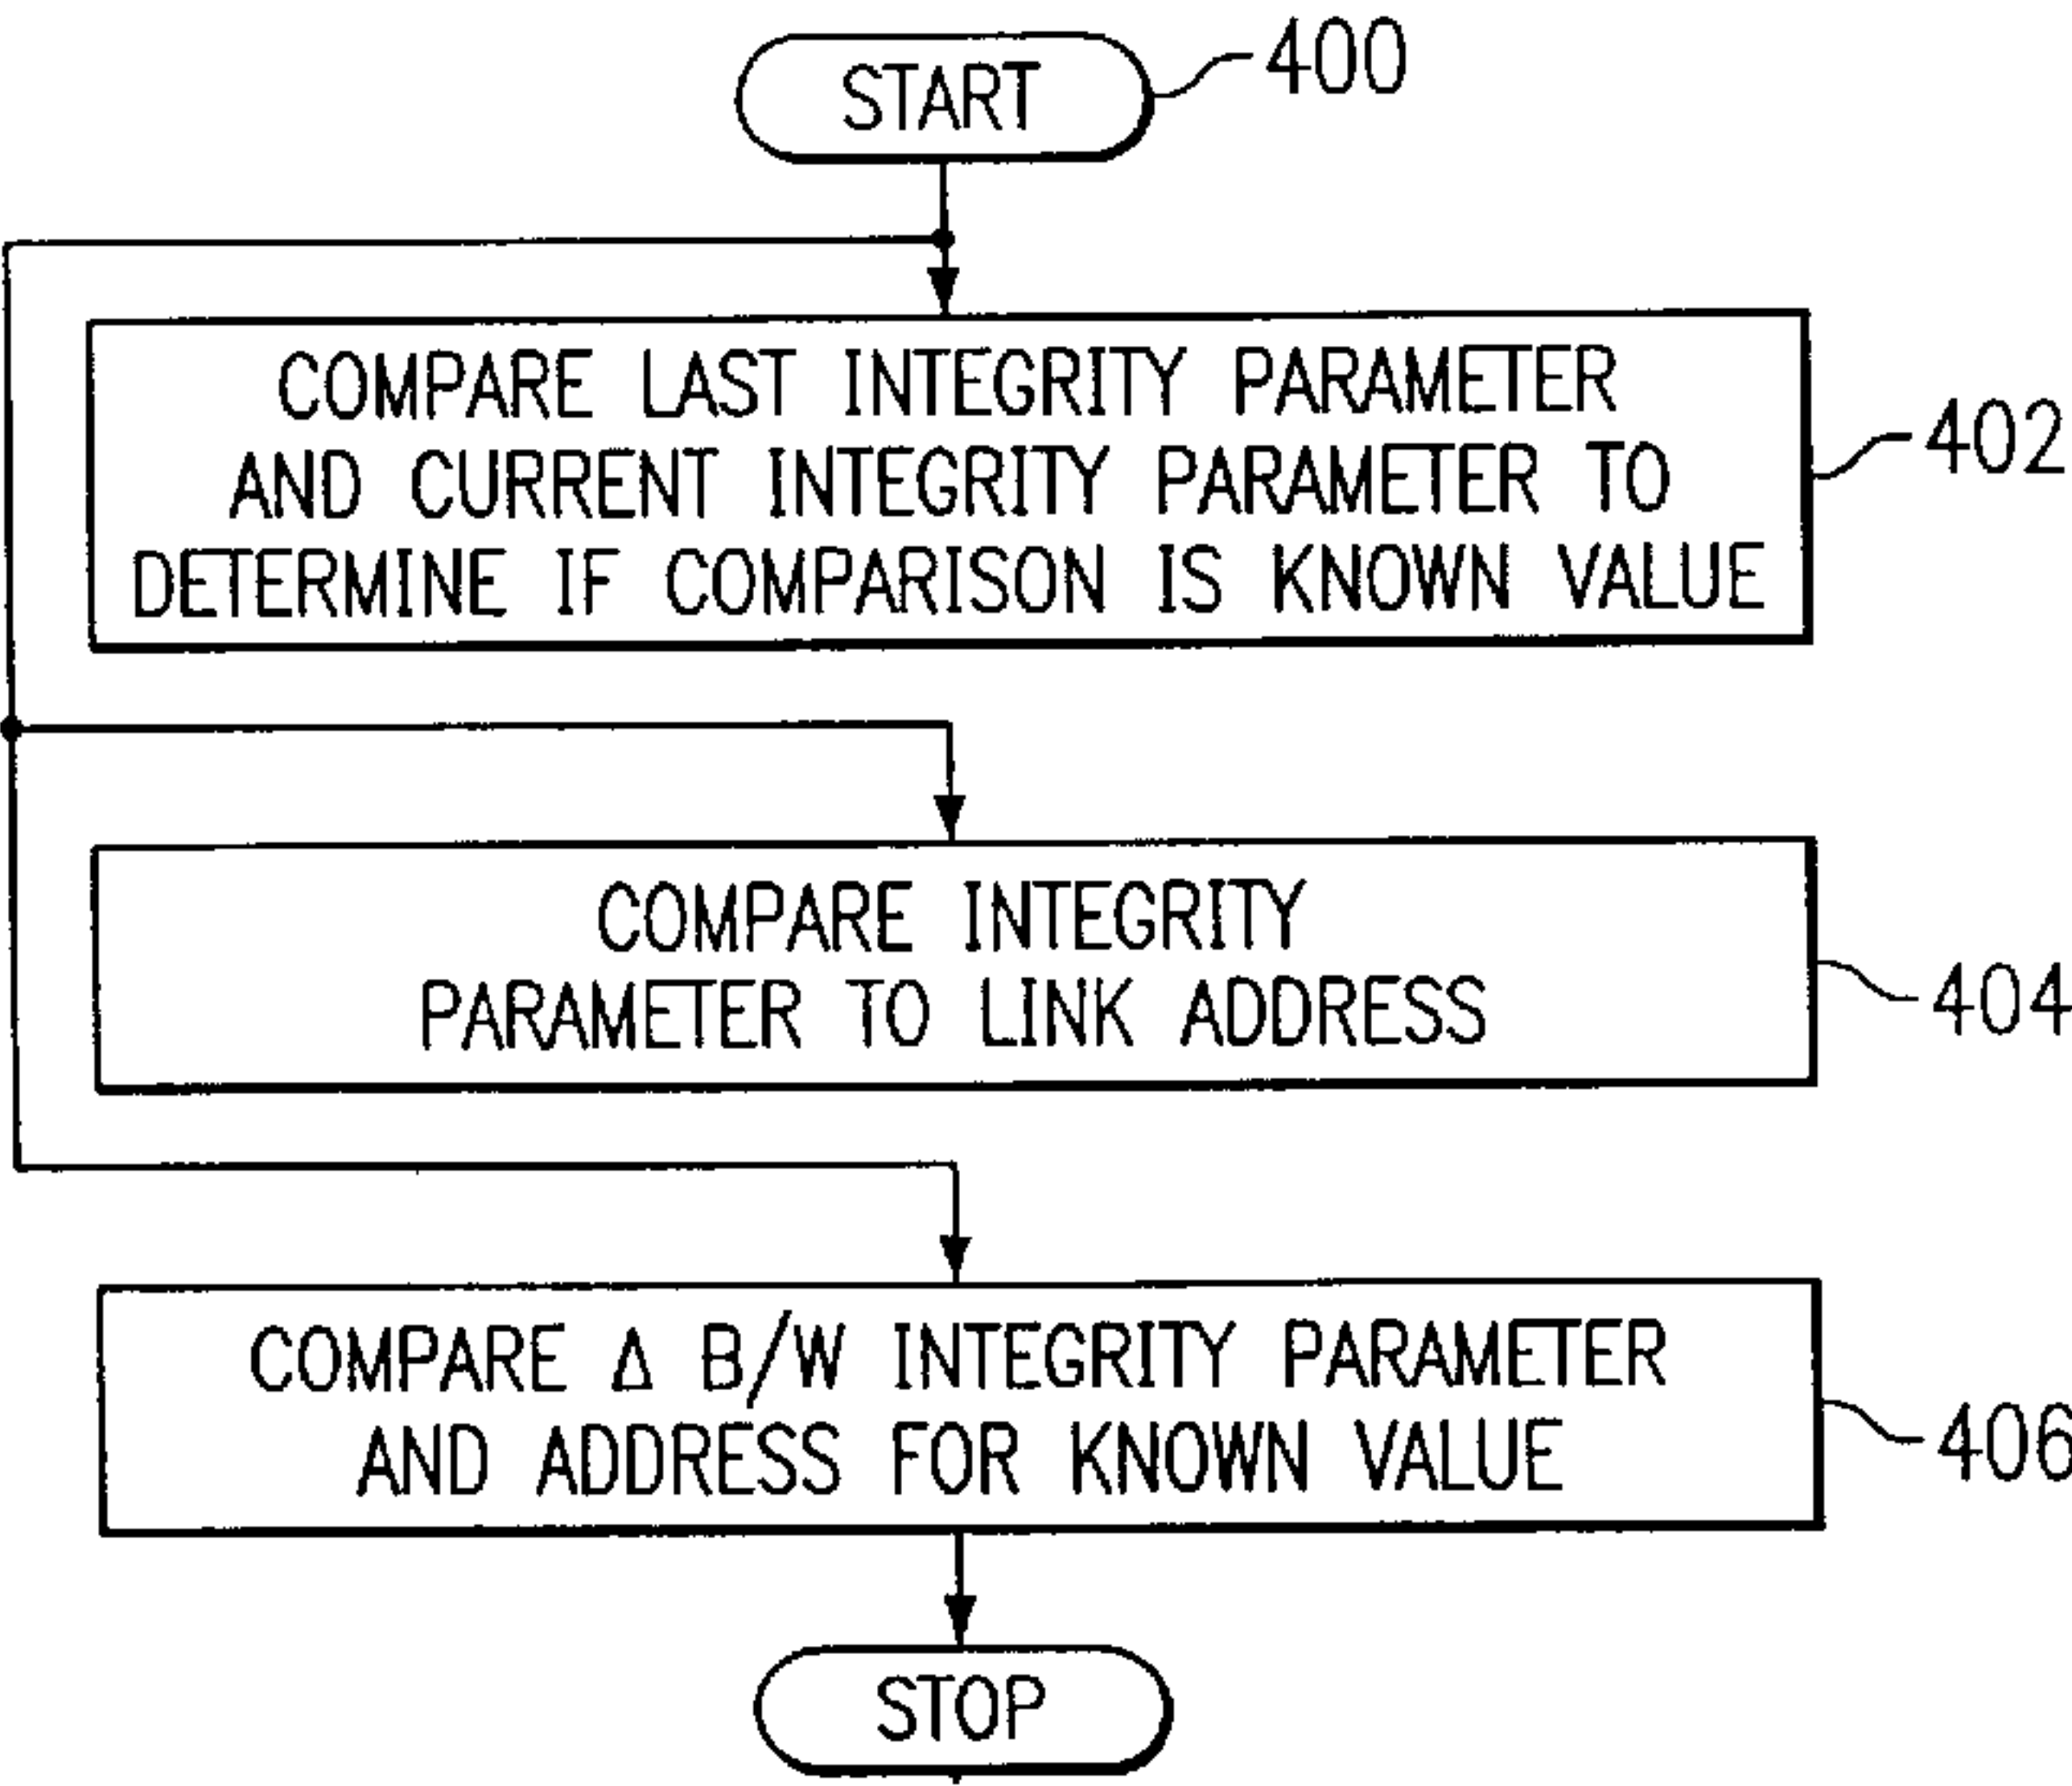 START
400
COMPARE LAST INTEGRITY PARAMETER
AND CURRENT INTEGRITY PARAMETER TO
DETERMINE IF COMPARISON IS KNOWN VALUE
402
COMPARE INTEGRITY
PARAMETER TO LINK ADDRESS
404
COMPARE Δ B/W INTEGRITY PARAMETER
AND ADDRESS FOR KNOWN VALUE
406
STOP